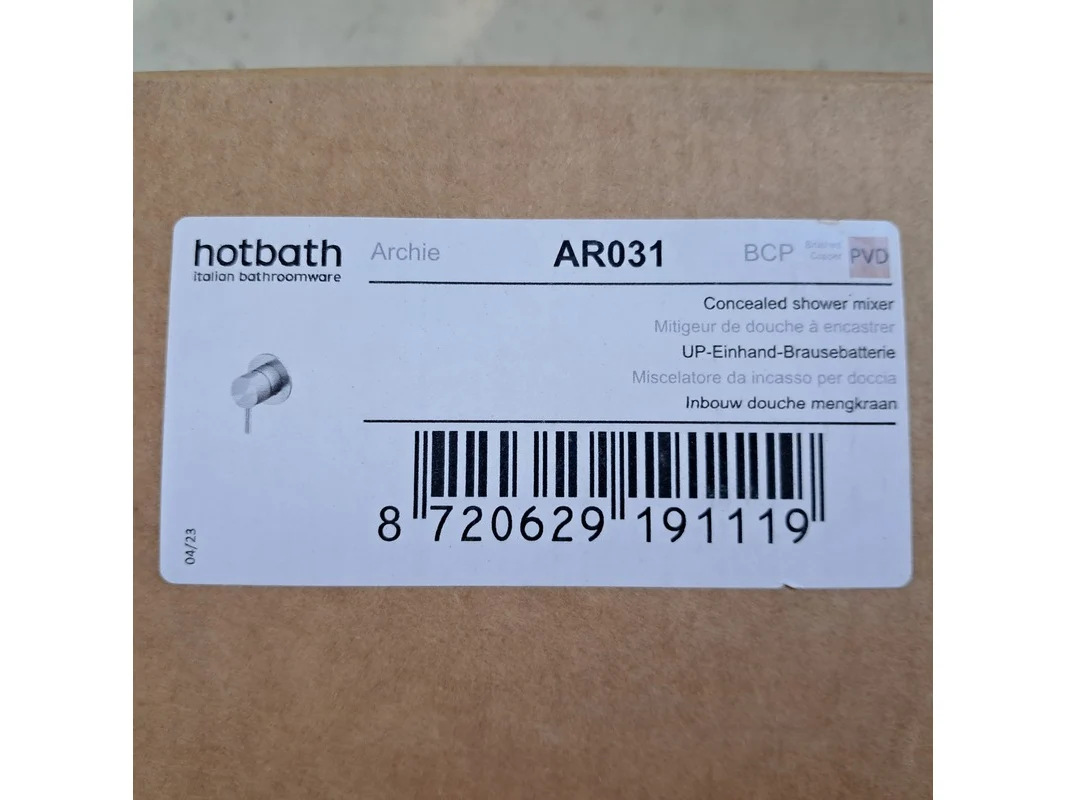 hotbath Archie AR031 BCP Brushed PVD
Copper
italian bathroomware
Concealed shower mixer
Mitigeur de douche à encastrer
UP-Einhand-Brausebatterie
Miscelatore da incasso per doccia
Inbouw douche mengkraan
8 720629 191119
04/23